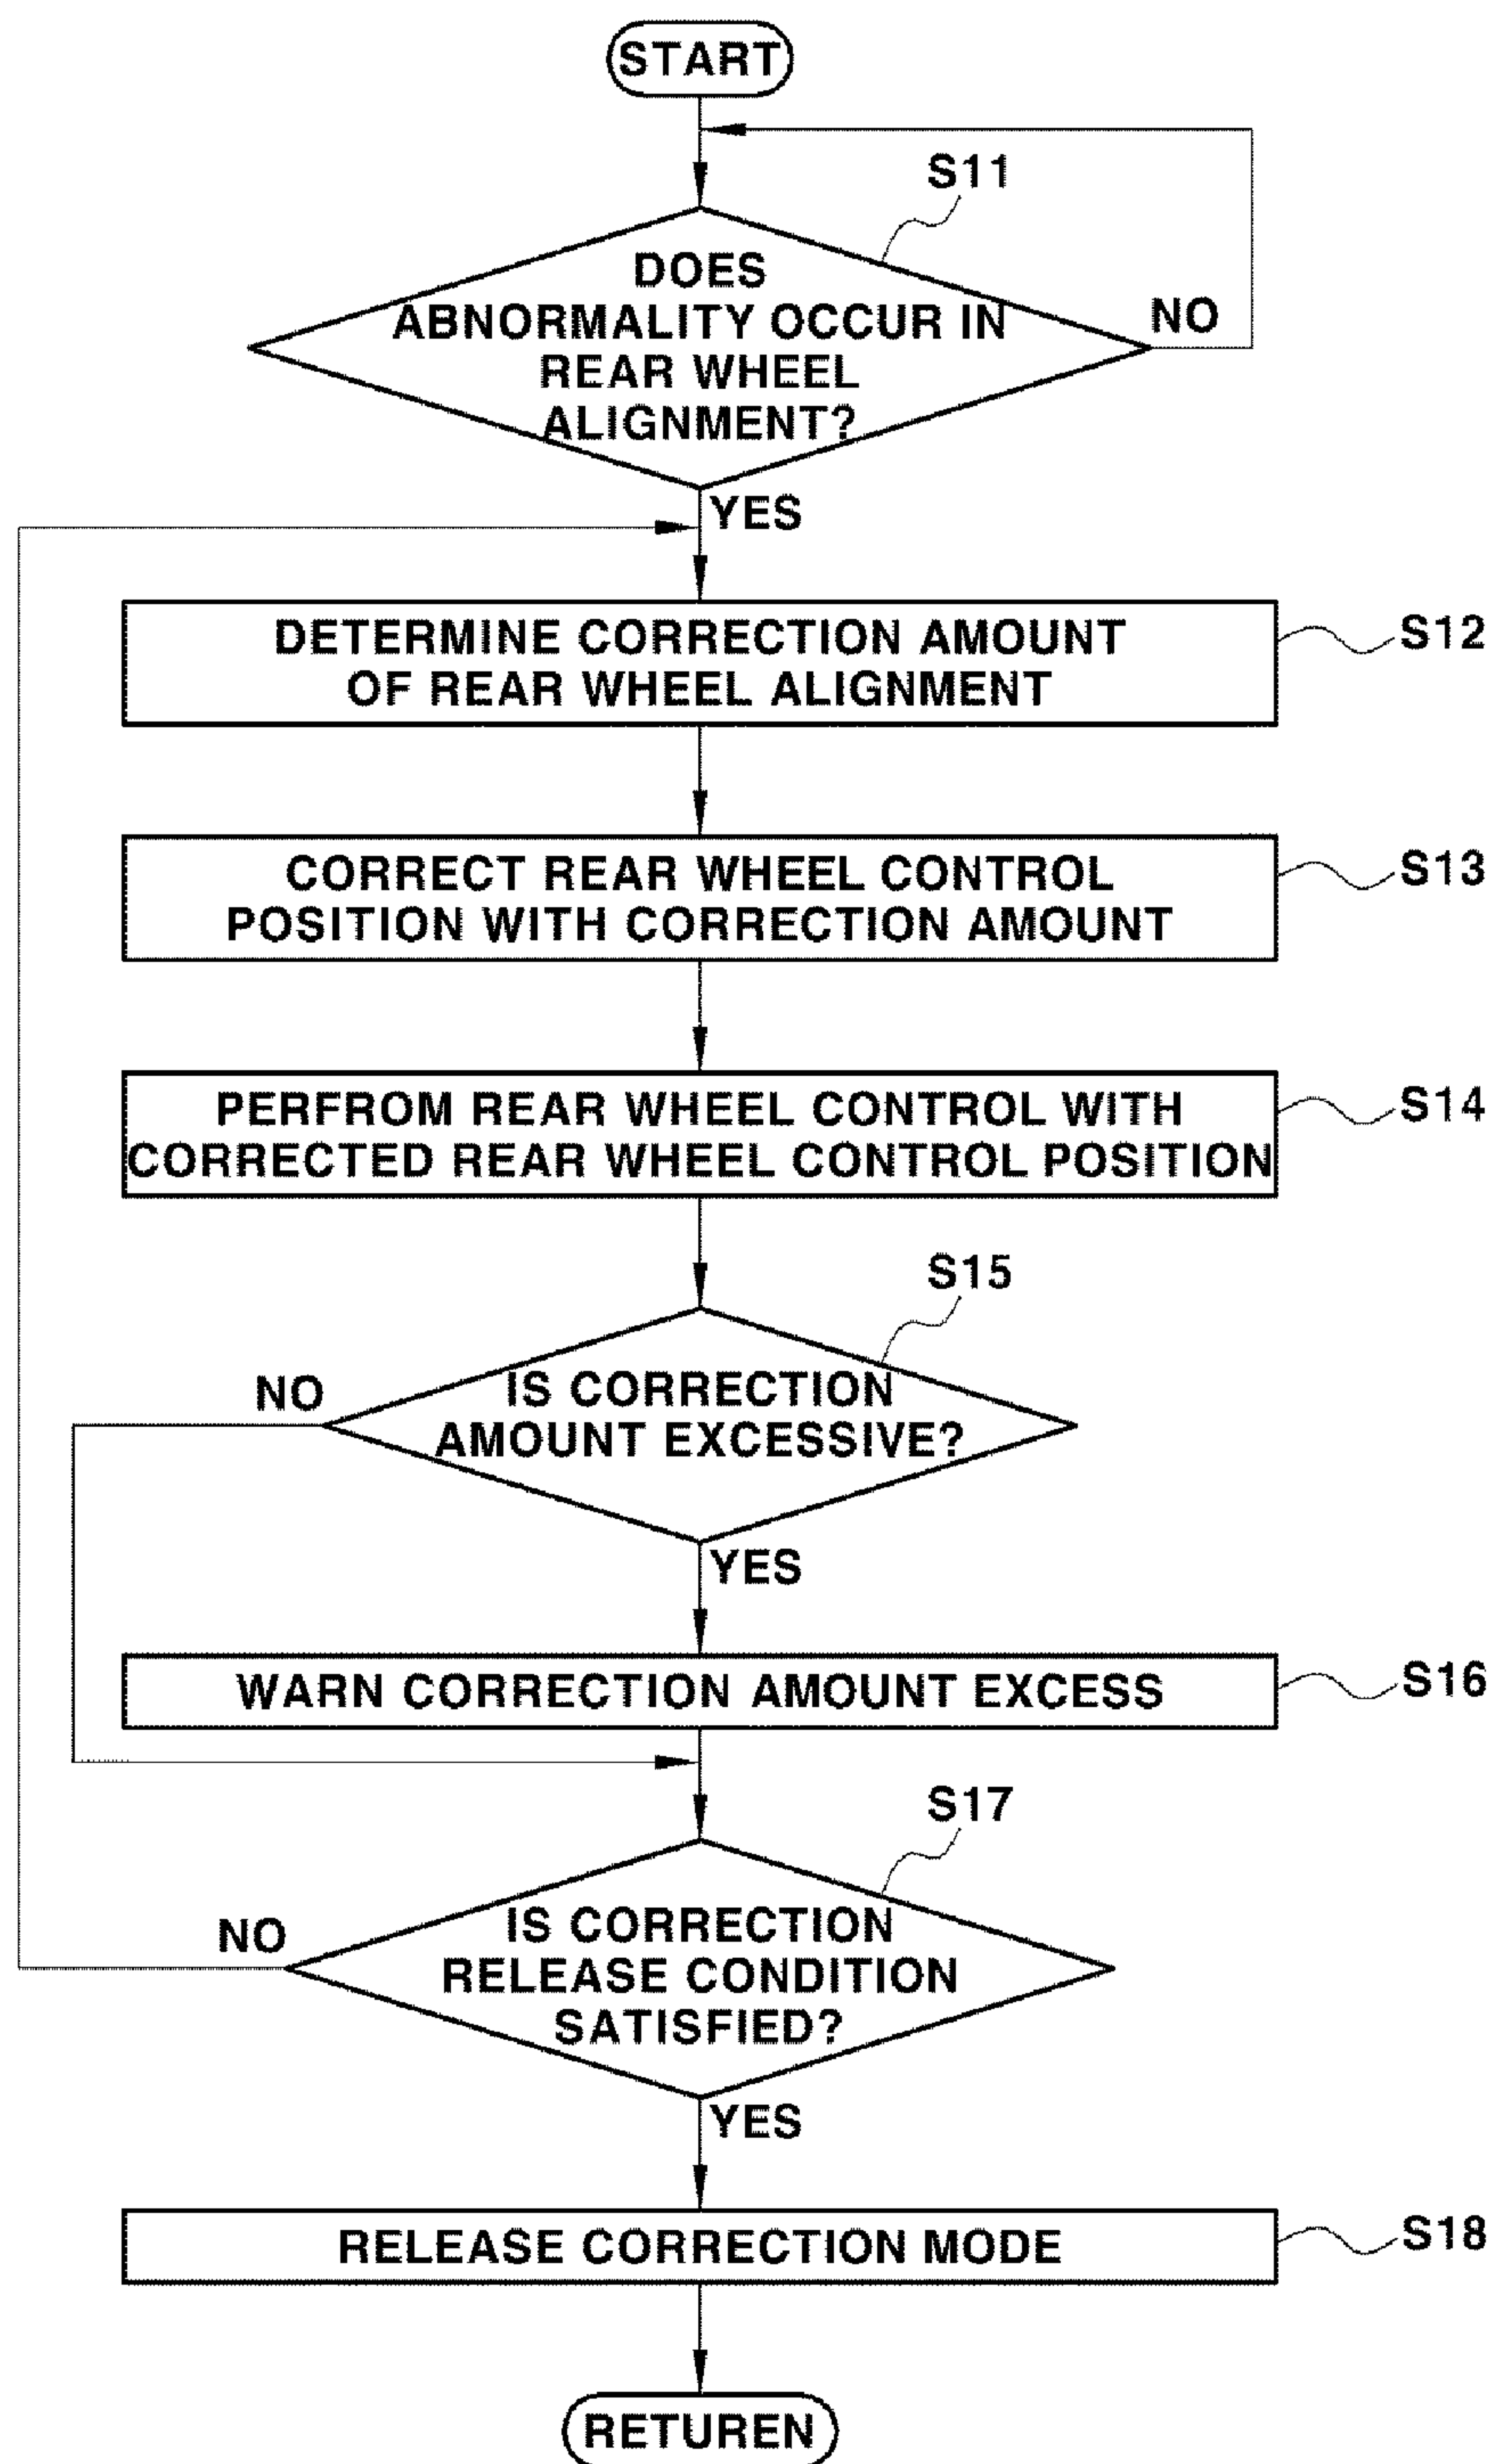 START
S11
DOES
ABNORMALITY OCCUR IN
REAR WHEEL
ALIGNMENT?
NO
YES
DETERMINE CORRECTION AMOUNT
OF REAR WHEEL ALIGNMENT
S12
CORRECT REAR WHEEL CONTROL
POSITION WITH CORRECTION AMOUNT
S13
PERFROM REAR WHEEL CONTROL WITH
CORRECTED REAR WHEEL CONTROL POSITION
S14
S15
IS CORRECTION
AMOUNT EXCESSIVE?
NO
YES
WARN CORRECTION AMOUNT EXCESS
S16
S17
IS CORRECTION
RELEASE CONDITION
SATISFIED?
NO
YES
RELEASE CORRECTION MODE
S18
RETUREN